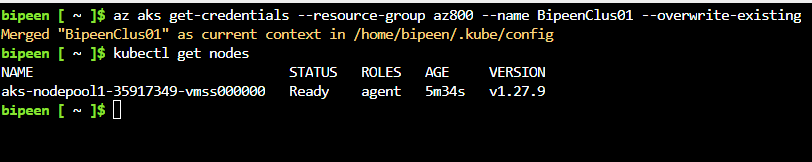 bipeen [ ~ ]$ az aks get-credentials --resource-group az800 --name BipeenClus01 --overwrite-existing
Merged "BipeenClus01" as current context in /home/bipeen/.kube/config
bipeen [ ~ ]$ kubectl get nodes
NAME                                STATUS   ROLES   AGE     VERSION
aks-nodepool1-35917349-vmss000000   Ready    agent   5m34s   v1.27.9
bipeen [ ~ ]$